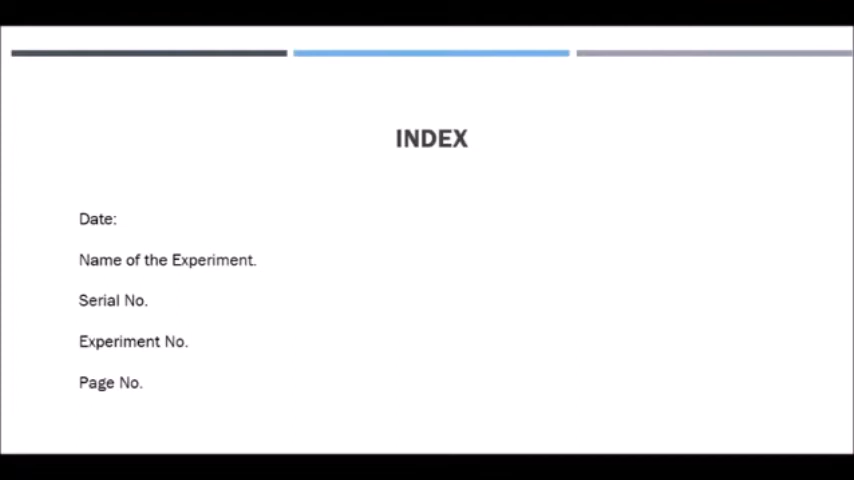 INDEX
Date:
Name of the Experiment.
Serial No.
Experiment No.
Page No.